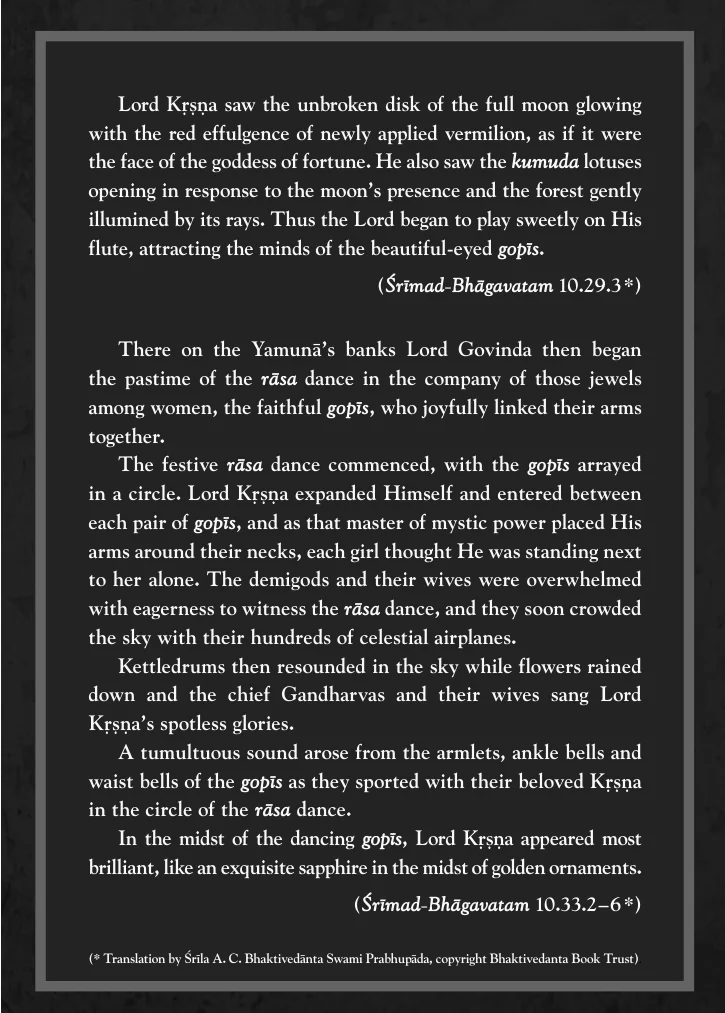 Lord Kṛṣṇa saw the unbroken disk of the full moon glowing
with the red effulgence of newly applied vermilion, as if it were
the face of the goddess of fortune. He also saw the kumuda lotuses
opening in response to the moon’s presence and the forest gently
illumined by its rays. Thus the Lord began to play sweetly on His
flute, attracting the minds of the beautiful-eyed gopīs.
(Śrīmad-Bhāgavatam 10.29.3*)
There on the Yamunā’s banks Lord Govinda then began
the pastime of the rāsa dance in the company of those jewels
among women, the faithful gopīs, who joyfully linked their arms
together.
The festive rāsa dance commenced, with the gopīs arrayed
in a circle. Lord Kṛṣṇa expanded Himself and entered between
each pair of gopīs, and as that master of mystic power placed His
arms around their necks, each girl thought He was standing next
to her alone. The demigods and their wives were overwhelmed
with eagerness to witness the rāsa dance, and they soon crowded
the sky with their hundreds of celestial airplanes.
Kettledrums then resounded in the sky while flowers rained
down and the chief Gandharvas and their wives sang Lord
Kṛṣṇa’s spotless glories.
A tumultuous sound arose from the armlets, ankle bells and
waist bells of the gopīs as they sported with their beloved Kṛṣṇa
in the circle of the rāsa dance.
In the midst of the dancing gopīs, Lord Kṛṣṇa appeared most
brilliant, like an exquisite sapphire in the midst of golden ornaments.
(Śrīmad-Bhāgavatam 10.33.2–6*)
(* Translation by Śrīla A. C. Bhaktivedānta Swami Prabhupāda, copyright Bhaktivedanta Book Trust)